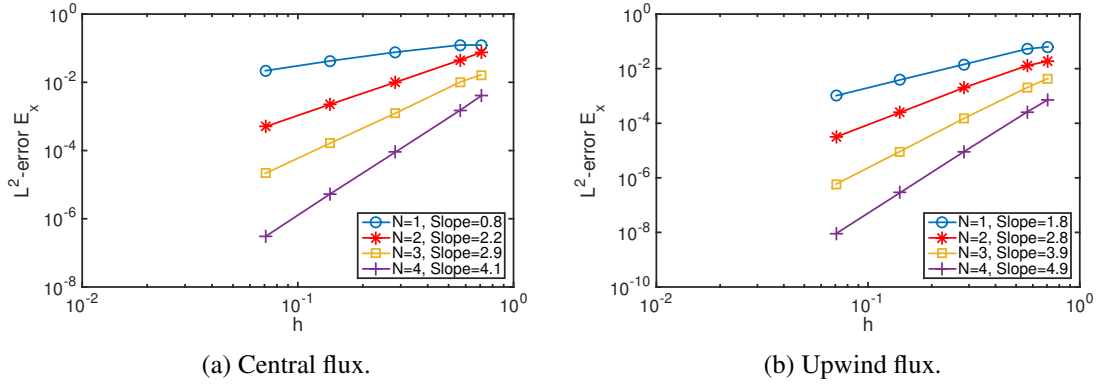 10^0
10^-2
10^-4
10^-6
10^-8
L^2-error E_x
10^-2
10^-1
10^0
h
N=1, Slope=0.8
N=2, Slope=2.2
N=3, Slope=2.9
N=4, Slope=4.1
(a) Central flux.
10^0
10^-2
10^-4
10^-6
10^-8
10^-10
L^2-error E_x
10^-2
10^-1
10^0
h
N=1, Slope=1.8
N=2, Slope=2.8
N=3, Slope=3.9
N=4, Slope=4.9
(b) Upwind flux.